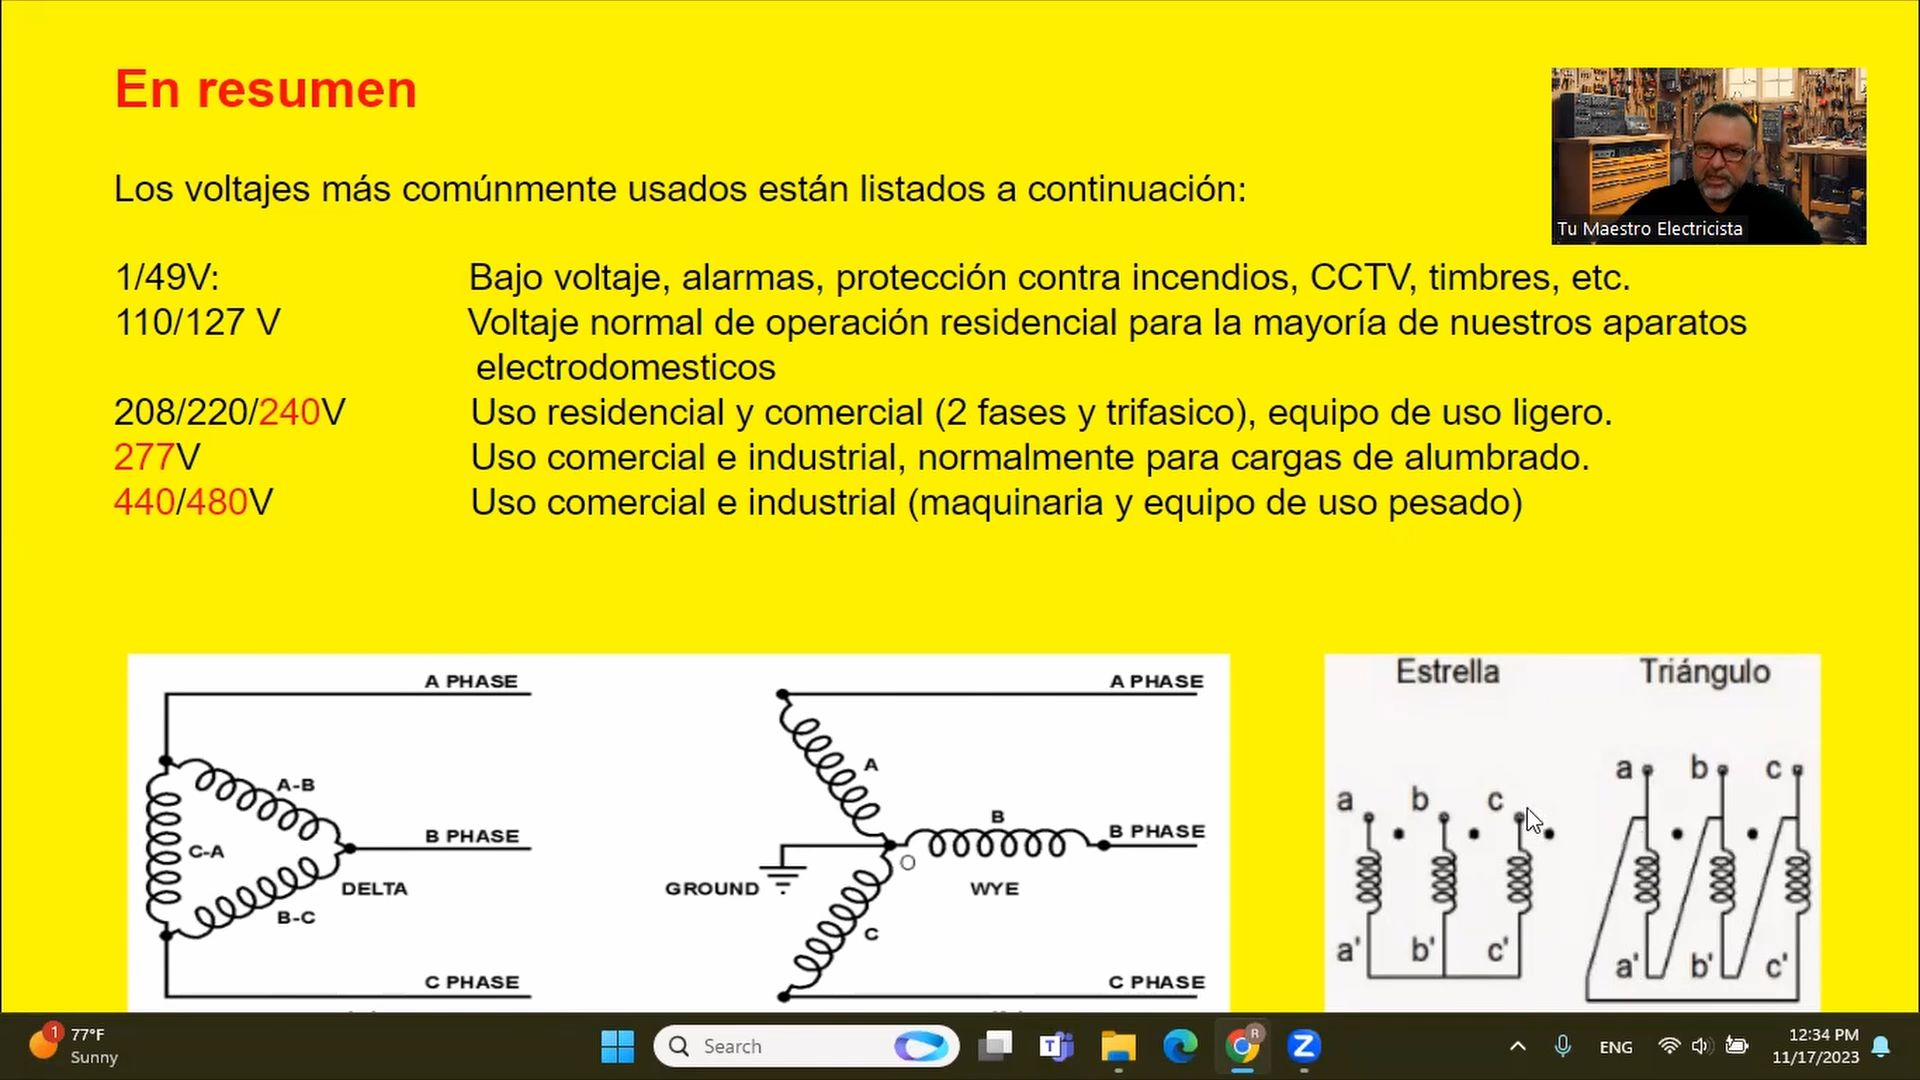 En resumen
Tu Maestro Electricista
Los voltajes más comúnmente usados están listados a continuación:
1/49V: Bajo voltaje, alarmas, protección contra incendios, CCTV, timbres, etc.
110/127 V Voltaje normal de operación residencial para la mayoría de nuestros aparatos
electrodomesticos
208/220/240V Uso residencial y comercial (2 fases y trifasico), equipo de uso ligero.
277V Uso comercial e industrial, normalmente para cargas de alumbrado.
440/480V Uso comercial e industrial (maquinaria y equipo de uso pesado)
A PHASE
A-B
C-A
B PHASE
DELTA
B-C
C PHASE
A PHASE
A
B
B PHASE
O
GROUND
WYE
C
C PHASE
Estrella
a b c
a' b' c'
Triángulo
a b c
a' b' c'
1
77°F
Sunny
Search
T
R
Z
ENG
12:34 PM
11/17/2023